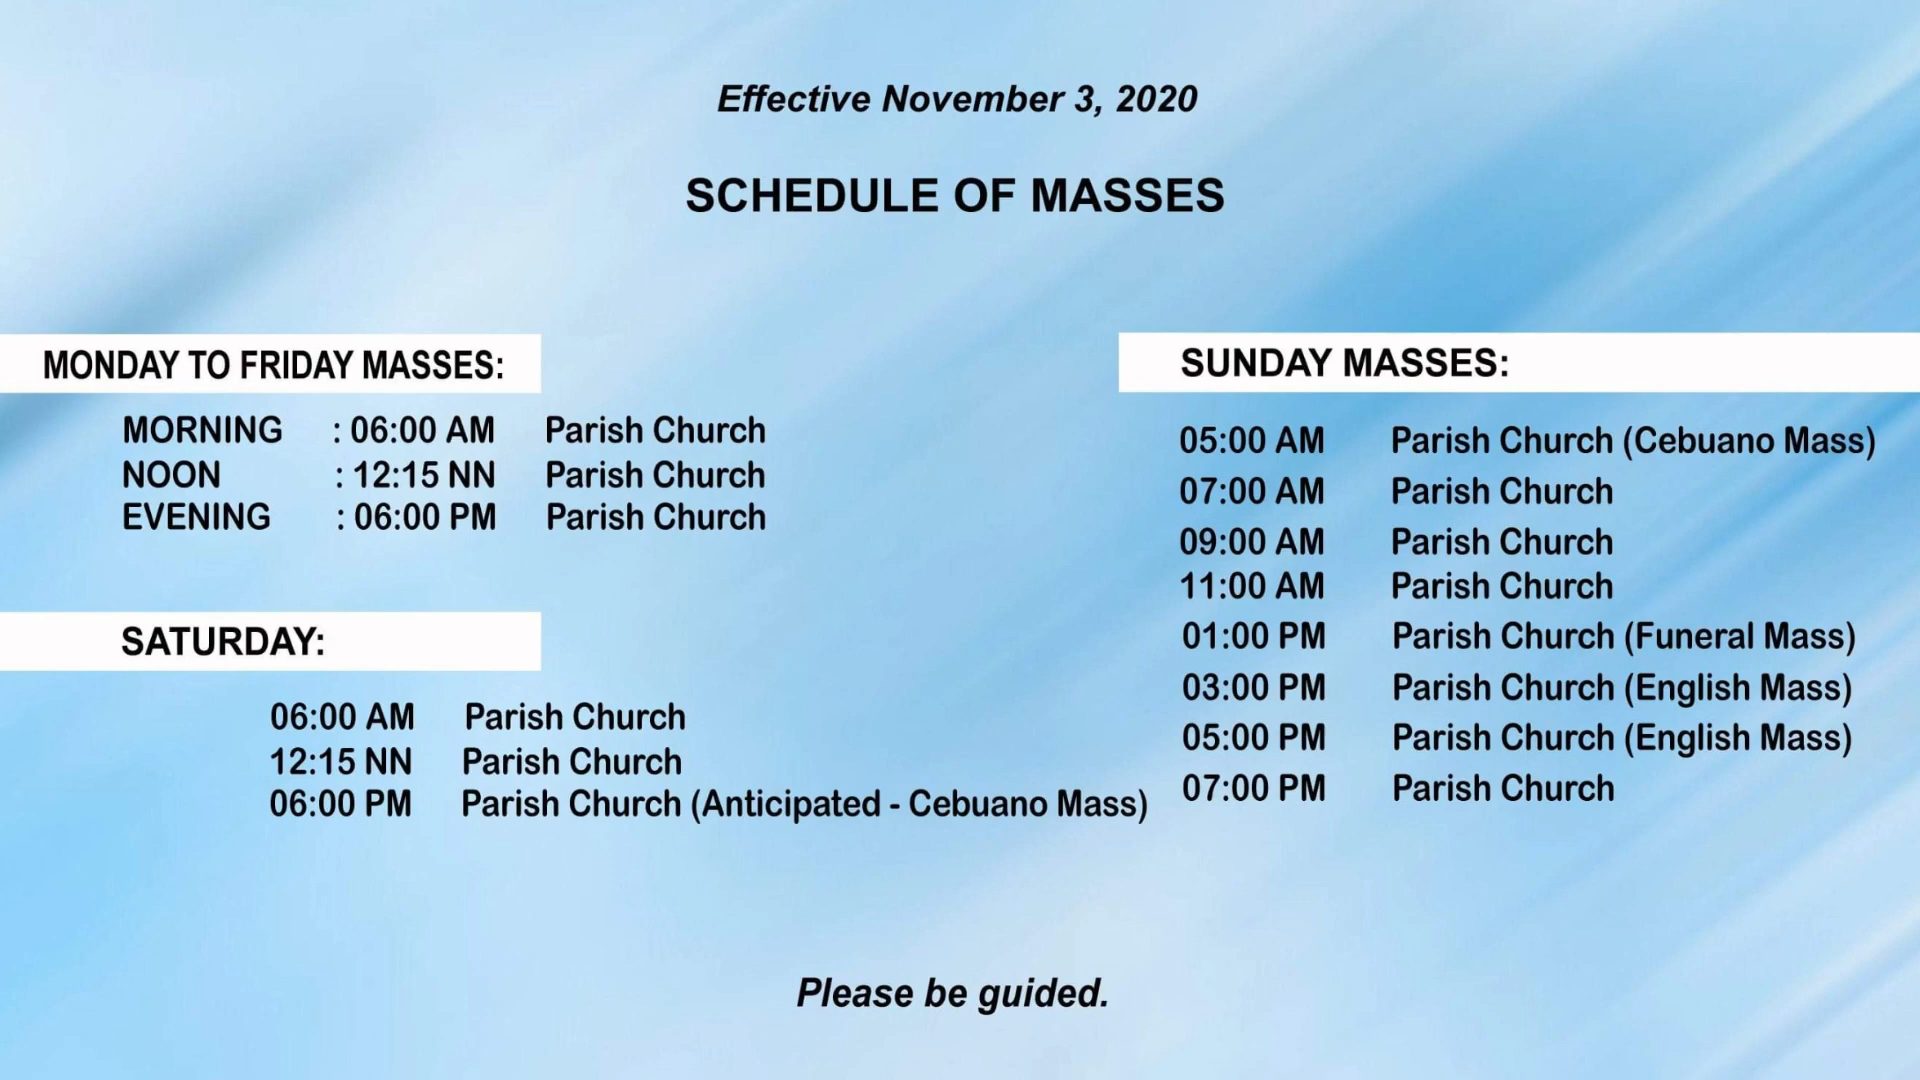 Effective November 3, 2020
SCHEDULE OF MASSES
MONDAY TO FRIDAY MASSES:
MORNING : 06:00 AM Parish Church
NOON : 12:15 NN Parish Church
EVENING : 06:00 PM Parish Church
SATURDAY:
06:00 AM Parish Church
12:15 NN Parish Church
06:00 PM Parish Church (Anticipated - Cebuano Mass)
SUNDAY MASSES:
05:00 AM Parish Church (Cebuano Mass)
07:00 AM Parish Church
09:00 AM Parish Church
11:00 AM Parish Church
01:00 PM Parish Church (Funeral Mass)
03:00 PM Parish Church (English Mass)
05:00 PM Parish Church (English Mass)
07:00 PM Parish Church
Please be guided.